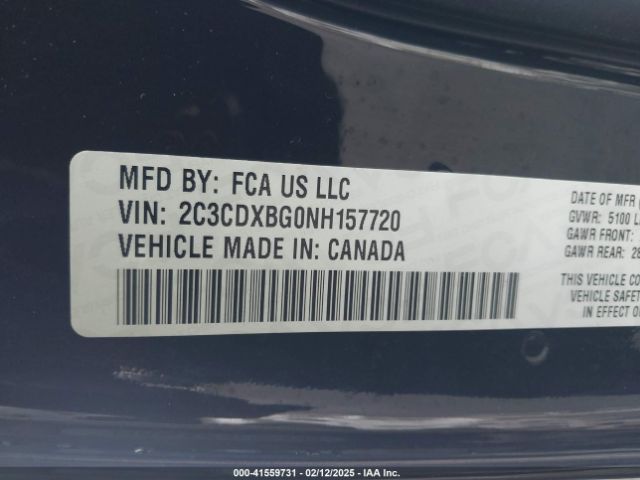 MFD BY: FCA US LLC
VIN: 2C3CDXBG0NH157720
VEHICLE MADE IN: CANADA
DATE OF MFR
GVWR: 5100
GAWR FRONT:
GAWR REAR: 28
THIS VEHICLE
VEHICLE SAFET
IN EFFECT
000-41559731 - 02/12/2025 - IAA Inc.